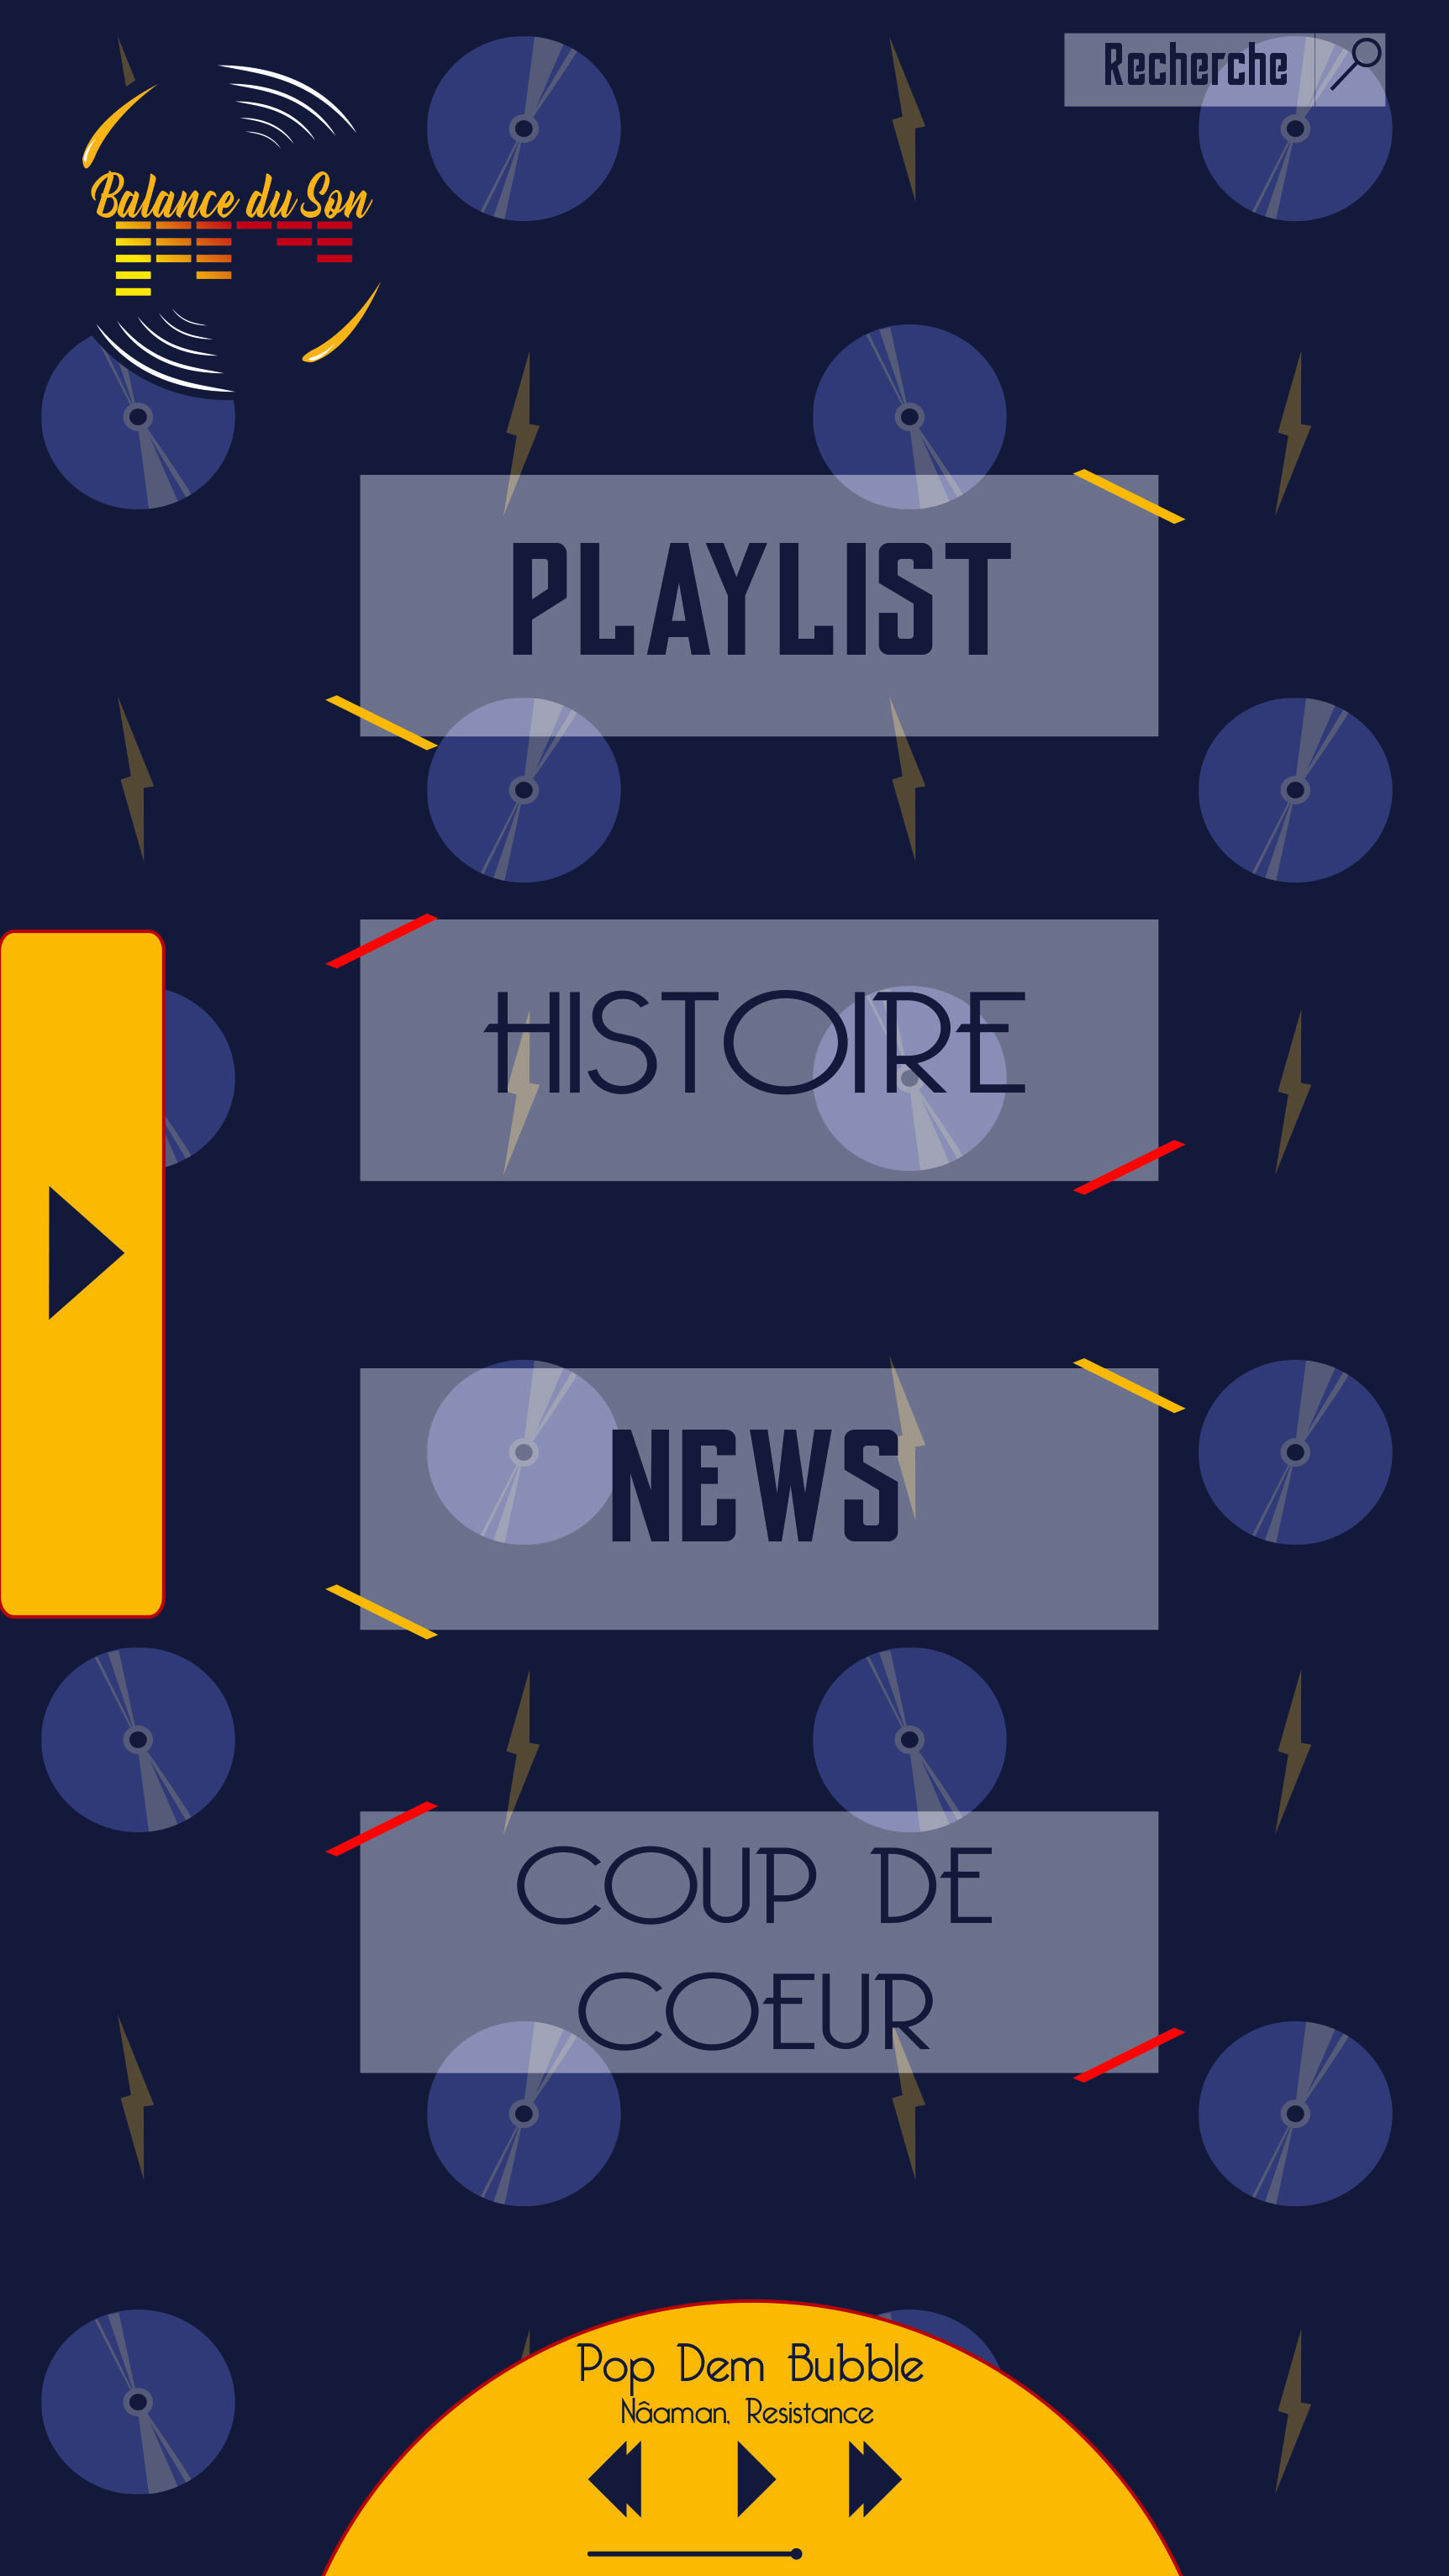 Recherche
Balance du Son
PLAYLIST
HISTOIRE
NEWS
COUP DE
COEUR
Pop Dem Bubble
Nâaman, Resistance